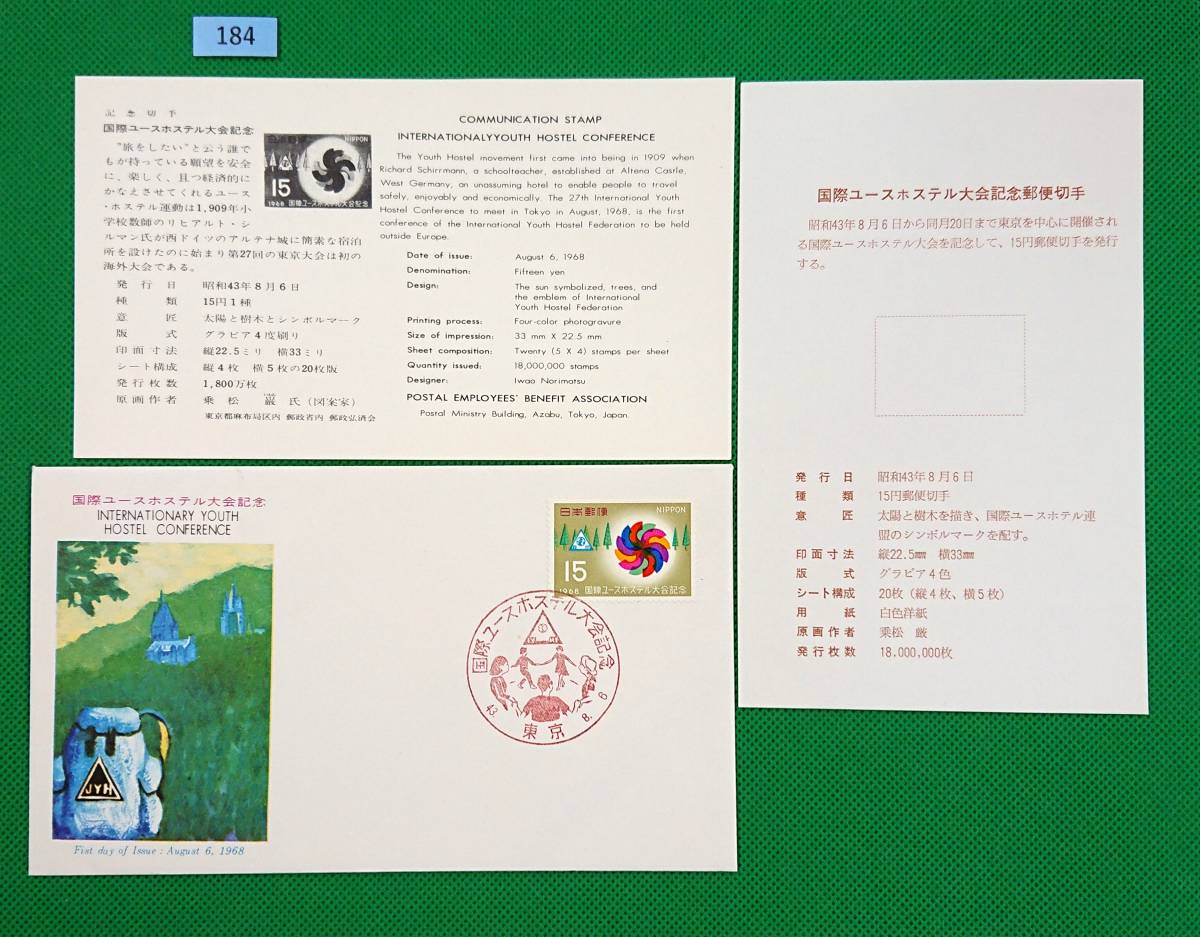 184
記念切手
国際ユースホステル大会記念
"旅をしたい"と云う誰で
もが持っている願望を安全
に、楽しく、且つ経済的に
かなえさせてくれるユース
・ホステル運動は1,909年小
学校教師のリヒアルト・シ
ルマン氏が西ドイツのアルテナ城に簡素な宿泊
所を設けたのに始まり第27回の東京大会は初の
海外大会である。
発行日 昭和43年8月6日
種類 15円1種
意匠 太陽と樹木とシンボルマーク
版式 グラビア4度刷り
印面寸法 縦22.5ミリ 横33ミリ
シート構成 縦4枚 横5枚の20枚版
発行枚数 1,800万枚
原画作者 乗松 巌 氏(図案家)
東京都麻布局区内 郵政省内 郵政弘済会
日本郵便 NIPPON
15
1968 国際ユースホステル大会記念
COMMUNICATION STAMP
INTERNATIONALYYOUTH HOSTEL CONFERENCE
The Youth Hostel movement first came into being in 1909 when
Richard Schirrmann, a schoolteacher, established at Altena Castle,
West Germany, an unassuming hotel to enable people to travel
safely, enjoyably and economically. The 27th International Youth
Hostel Conference to meet in Tokyo in August, 1968, is the first
conference of the International Youth Hostel Federation to be held
outside Europe.
Date of issue: August 6, 1968
Denomination: Fifteen yen
Design: The sun symbolized, trees, and
the emblem of International
Youth Hostel Federation
Printing process: Four-color photogravure
Size of impression: 33 mm X 22.5 mm
Sheet composition: Twenty (5 X 4) stamps per sheet
Quantity issued: 18,000,000 stamps
Designer: Iwao Norimatsu
POSTAL EMPLOYEES' BENEFIT ASSOCIATION
Postal Ministry Building, Azabu, Tokyo, Japan.
国際ユースホステル大会記念郵便切手
昭和43年8月6日から同月20日まで東京を中心に開催され
る国際ユースホステル大会を記念して、15円郵便切手を発行
する。
発行日 昭和43年8月6日
種類 15円郵便切手
意匠 太陽と樹木を描き、国際ユースホテル連
盟のシンボルマークを配す。
印面寸法 縦22.5㎜ 横33㎜
版式 グラビア4色
シート構成 20枚(縦4枚、横5枚)
用紙 白色洋紙
原画作者 乗松 巌
発行枚数 18,000,000枚
国際ユースホステル大会記念
INTERNATIONARY YOUTH
HOSTEL CONFERENCE
JYH
Fist day of Issue : August 6, 1968
日本郵便 NIPPON
15
1968 国際ユースホステル大会記念
国際ユースホステル大会記念
43. 8. 6
東京